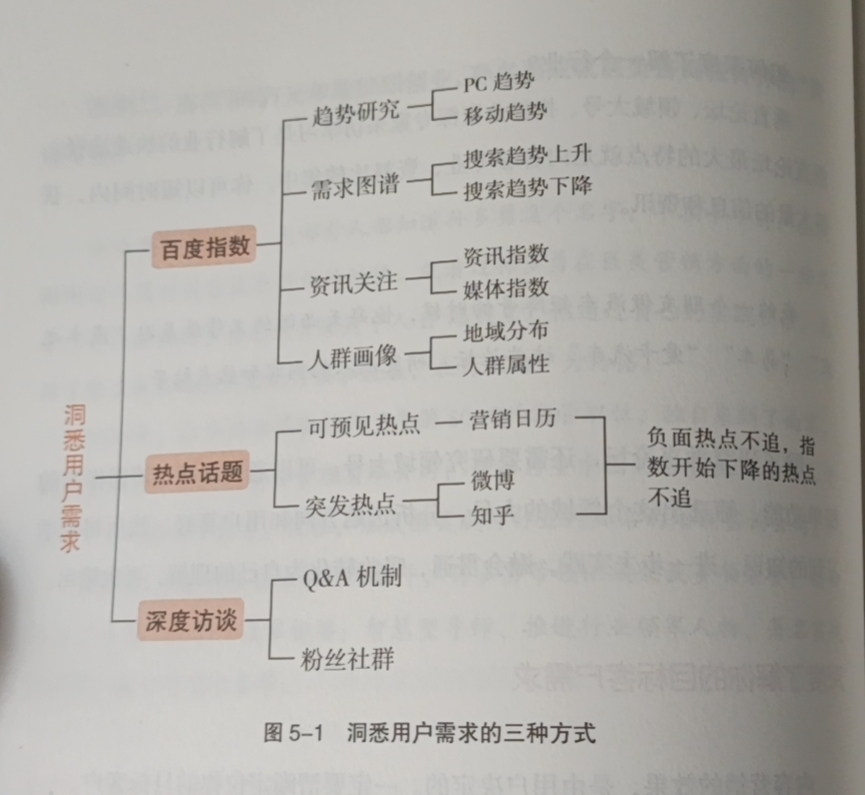 PC 趋势
趋势研究
移动趋势
搜索趋势上升
需求图谱
搜索趋势下降
百度指数
资讯指数
资讯关注
媒体指数
地域分布
人群画像
人群属性
洞悉用户需求
可预见热点
营销日历
热点话题
负面热点不追，指
数开始下降的热点
不追
微博
突发热点
知乎
Q&A 机制
深度访谈
粉丝社群
图 5-1 洞悉用户需求的三种方式